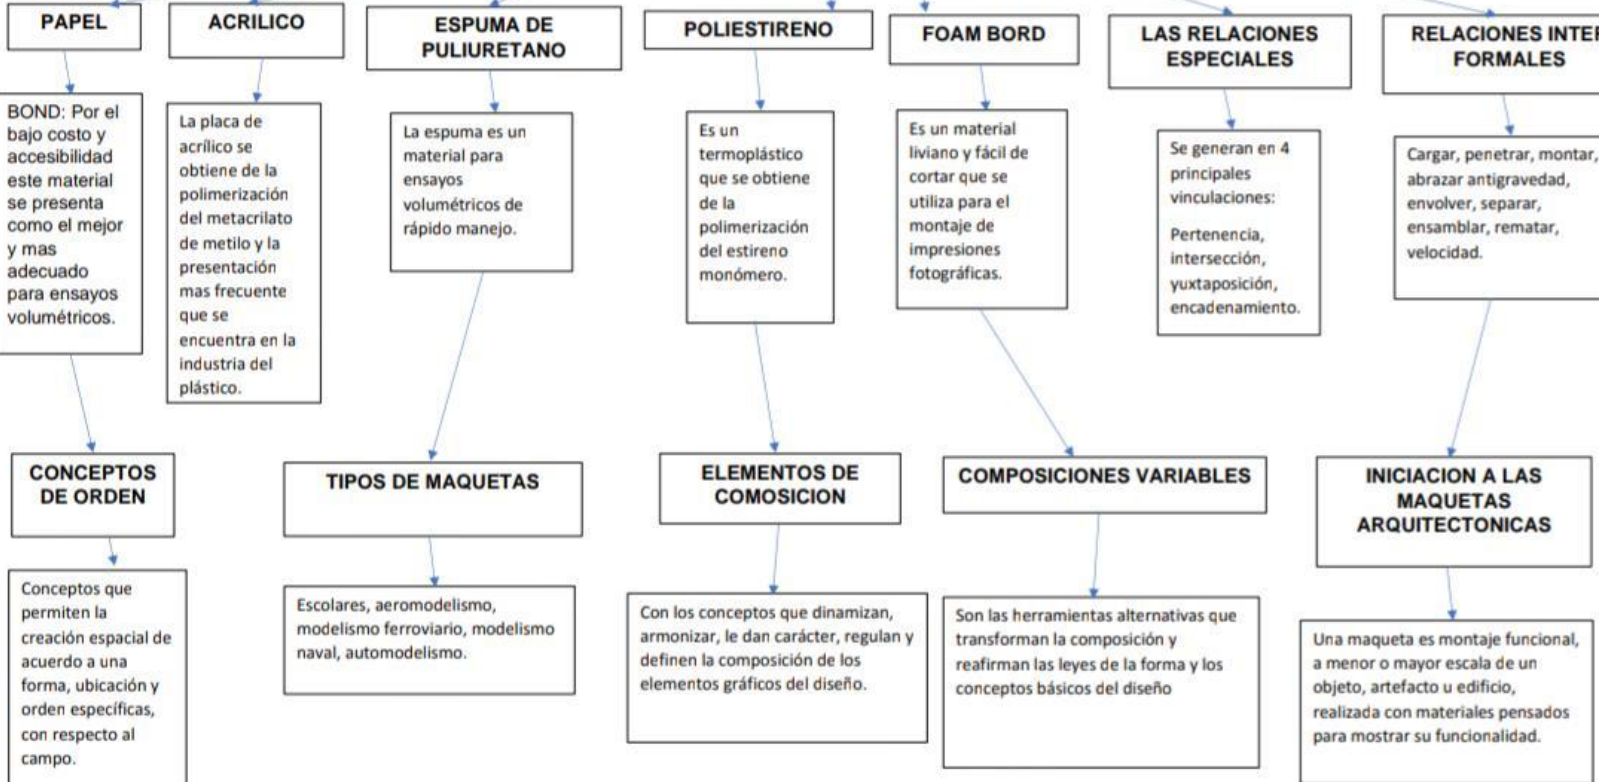 PAPEL
BOND: Por el
bajo costo y
accesibilidad
este material
se presenta
como el mejor
y mas
adecuado
para ensayos
volumétricos.
ACRILICO
La placa de
acrílico se
obtiene de la
polimerización
del metacrilato
de metilo y la
presentación
mas frecuente
que se
encuentra en la
industria del
plástico.
ESPUMA DE
PULIURETANO
La espuma es un
material para
ensayos
volumétricos de
rápido manejo.
POLIESTIRENO
Es un
termoplástico
que se obtiene
de la
polimerización
del estireno
monómero.
FOAM BORD
Es un material
liviano y fácil de
cortar que se
utiliza para el
montaje de
impresiones
fotográficas.
LAS RELACIONES
ESPECIALES
Se generan en 4
principales
vinculaciones:
Pertenencia,
intersección,
yuxtaposición,
encadenamiento.
RELACIONES INTER
FORMALES
Cargar, penetrar, montar,
abrazar antigravedad,
envolver, separar,
ensamblar, rematar,
velocidad.
CONCEPTOS
DE ORDEN
Conceptos que
permiten la
creación espacial de
acuerdo a una
forma, ubicación y
orden específicas,
con respecto al
campo.
TIPOS DE MAQUETAS
Escolares, aeromodelismo,
modelismo ferroviario, modelismo
naval, automodelismo.
ELEMENTOS DE
COMOSICION
Con los conceptos que dinamizan,
armonizar, le dan carácter, regulan y
definen la composición de los
elementos gráficos del diseño.
COMPOSICIONES VARIABLES
Son las herramientas alternativas que
transforman la composición y
reafirman las leyes de la forma y los
conceptos básicos del diseño
INICIACION A LAS
MAQUETAS
ARQUITECTONICAS
Una maqueta es montaje funcional,
a menor o mayor escala de un
objeto, artefacto u edificio,
realizada con materiales pensados
para mostrar su funcionalidad.